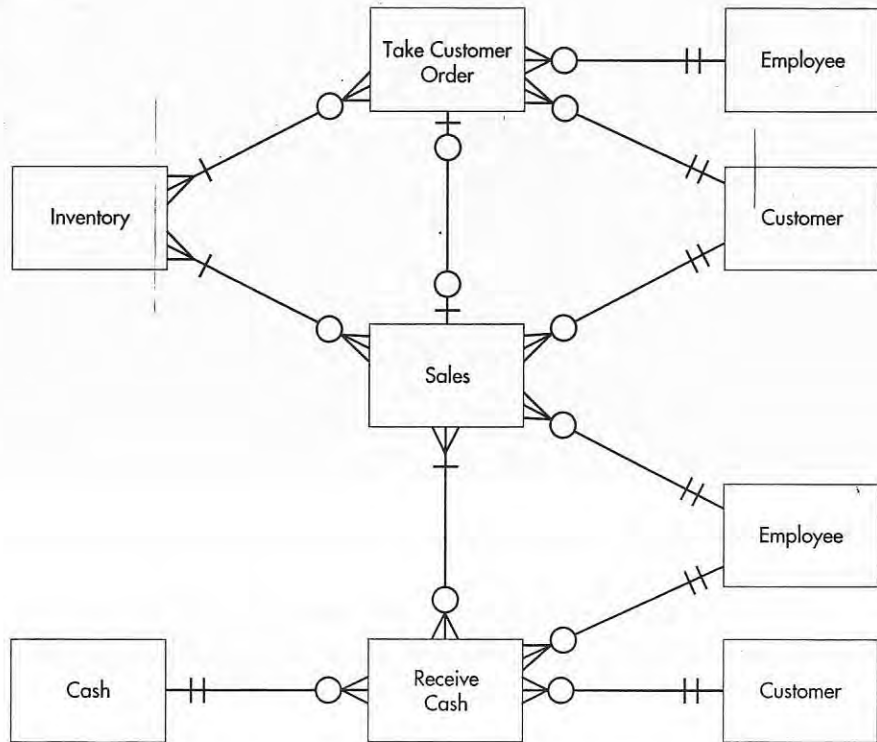 Take Customer
Order
Employee
Inventory
Customer
Sales
Employee
Cash
Receive
Cash
Customer